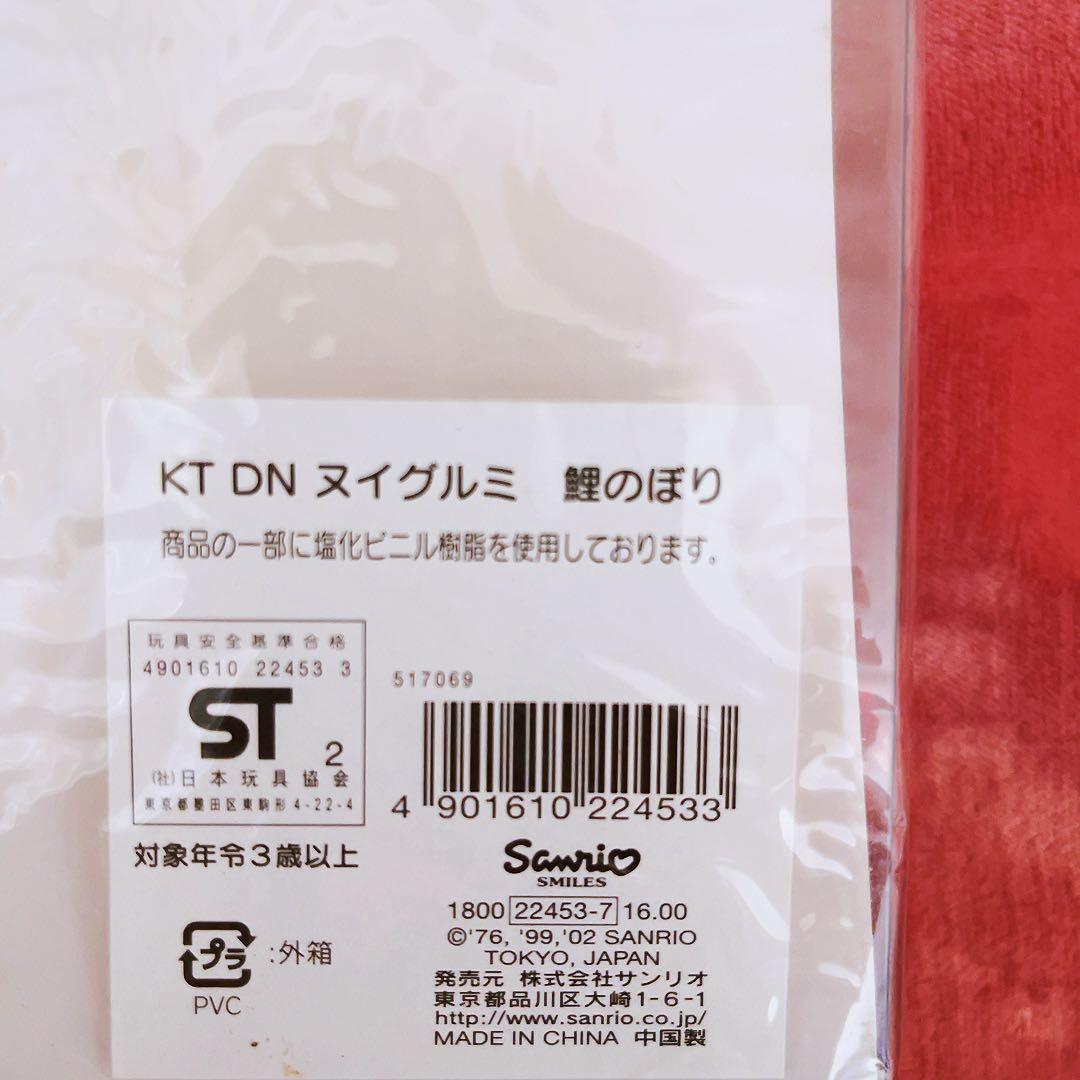 KT DN ヌイグルミ 鯉のぼり
商品の一部に塩化ビニル樹脂を使用しております。
玩具安全基準合格
4901610 22453 3
ST 2
(社)日本玩具協会
東京都墨田区東駒形4-22-4
対象年令3歳以上
517069
4 901610 224533
Sanrio
SMILES
1800 22453-7 16.00
©'76, '99,'02 SANRIO
TOKYO, JAPAN
発売元 株式会社サンリオ
東京都品川区大崎1-6-1
http://www.sanrio.co.jp/
MADE IN CHINA 中国製
プラ :外箱
PVC